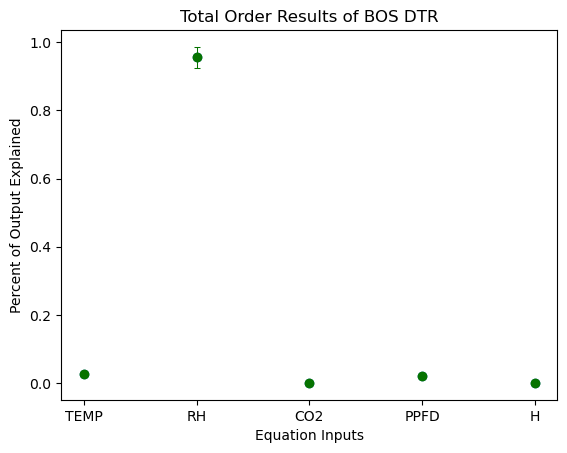 Total Order Results of BOS DTR
Percent of Output Explained
1.0
0.8
0.6
0.4
0.2
0.0
TEMP RH CO2 PPFD H
Equation Inputs